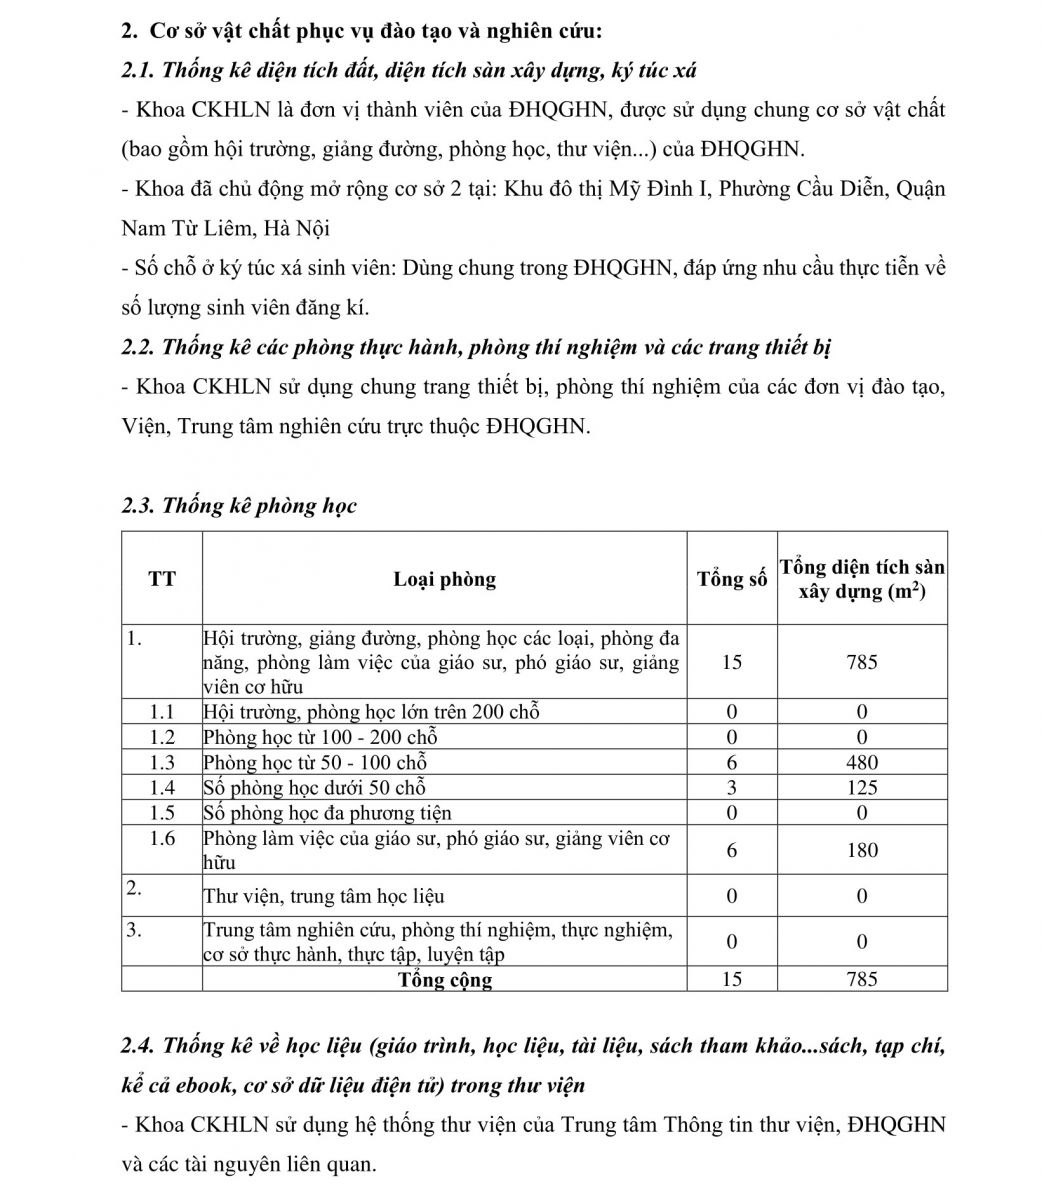 2. Cơ sở vật chất phục vụ đào tạo và nghiên cứu:
2.1. Thống kê diện tích đất, diện tích sàn xây dựng, ký túc xá
- Khoa CKHLN là đơn vị thành viên của ĐHQGHN, được sử dụng chung cơ sở vật chất
(bao gồm hội trường, giảng đường, phòng học, thư viện...) của ĐHQGHN.
- Khoa đã chủ động mở rộng cơ sở 2 tại: Khu đô thị Mỹ Đình I, Phường Cầu Diễn, Quận
Nam Từ Liêm, Hà Nội
- Số chỗ ở ký túc xá sinh viên: Dùng chung trong ĐHQGHN, đáp ứng nhu cầu thực tiễn về
số lượng sinh viên đăng kí.
2.2. Thống kê các phòng thực hành, phòng thí nghiệm và các trang thiết bị
- Khoa CKHLN sử dụng chung trang thiết bị, phòng thí nghiệm của các đơn vị đào tạo,
Viện, Trung tâm nghiên cứu trực thuộc ĐHQGHN.
2.3. Thống kê phòng học
TT Loại phòng Tổng số Tổng diện tích sàn
xây dựng (m²)
1. Hội trường, giảng đường, phòng học các loại, phòng đa
năng, phòng làm việc của giáo sư, phó giáo sư, giảng 15 785
viên cơ hữu
1.1 Hội trường, phòng học lớn trên 200 chỗ 0 0
1.2 Phòng học từ 100 - 200 chỗ 0 0
1.3 Phòng học từ 50 - 100 chỗ 6 480
1.4 Số phòng học dưới 50 chỗ 3 125
1.5 Số phòng học đa phương tiện 0 0
1.6 Phòng làm việc của giáo sư, phó giáo sư, giảng viên cơ
hữu 6 180
2. Thư viện, trung tâm học liệu 0 0
3. Trung tâm nghiên cứu, phòng thí nghiệm, thực nghiệm,
cơ sở thực hành, thực tập, luyện tập 0 0
Tổng cộng 15 785
2.4. Thống kê về học liệu (giáo trình, học liệu, tài liệu, sách tham khảo...sách, tạp chí,
kể cả ebook, cơ sở dữ liệu điện tử) trong thư viện
- Khoa CKHLN sử dụng hệ thống thư viện của Trung tâm Thông tin thư viện, ĐHQGHN
và các tài nguyên liên quan.